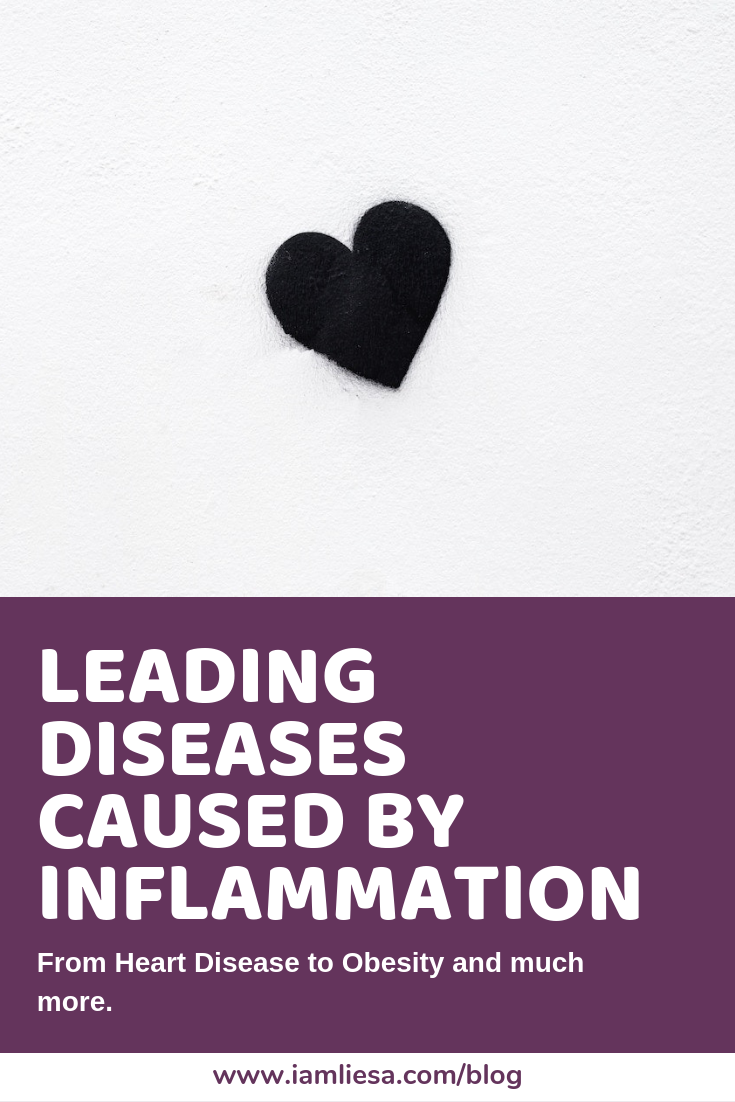 LEADING
DISEASES
CAUSED BY
INFLAMMATION
From Heart Disease to Obesity and much
more.
www.iamliesa.com/blog